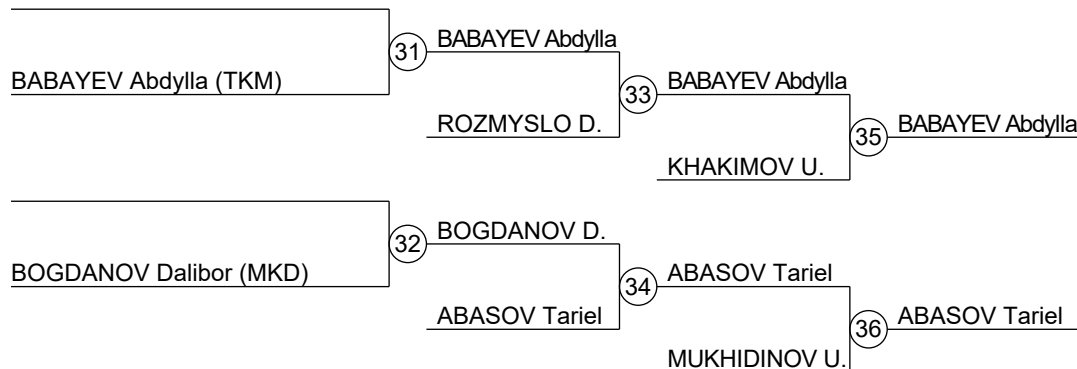 31 BABAYEV Abdylla
BABAYEV Abdylla (TKM) 33 BABAYEV Abdylla
ROZMYSLO D. 35 BABAYEV Abdylla
KHAKIMOV U.
32 BOGDANOV D.
BOGDANOV Dalibor (MKD) 34 ABASOV Tariel
ABASOV Tariel 36 ABASOV Tariel
MUKHIDINOV U.